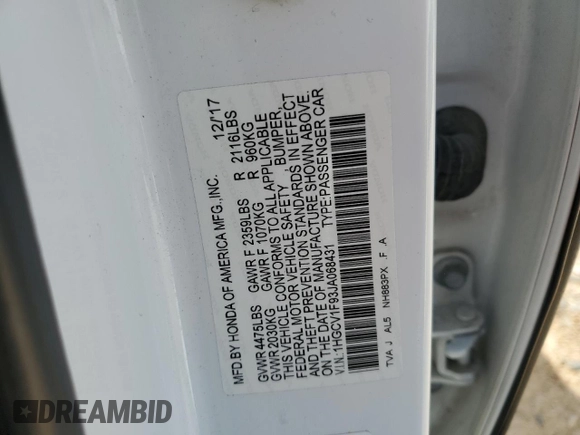 MFD.BY HONDA OF AMERICA MFG.,INC. 12/'17
GVWR 4475LBS GAWR F 2359LBS R 2116LBS
GVWR 2030KG GAWR F 1070KG R 960KG
THIS VEHICLE CONFORMS TO ALL APPLICABLE
FEDERAL MOTOR VEHICLE SAFETY , BUMPER,
AND THEFT PREVENTION STANDARDS IN EFFECT
ON THE DATE OF MANUFACTURE SHOWN ABOVE.
V.I.N.:1HGCV1F93JA068431 TYPE:PASSENGER CAR
TVA J AL5 NH883PX .F .A
DREAMBID